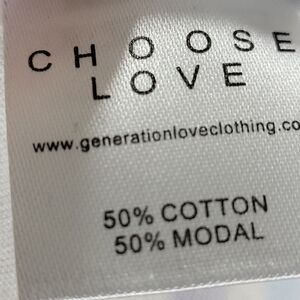 CHOOSE
LOVE
www.generationloveclothing.co
50% COTTON
50% MODAL